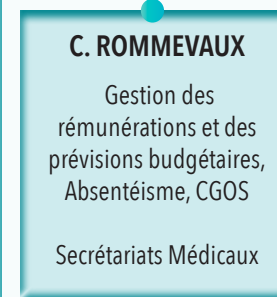 C. ROMMEVAUX
Gestion des
rémunérations et des
prévisions budgétaires,
Absentéisme, CGOS
Secrétariats Médicaux